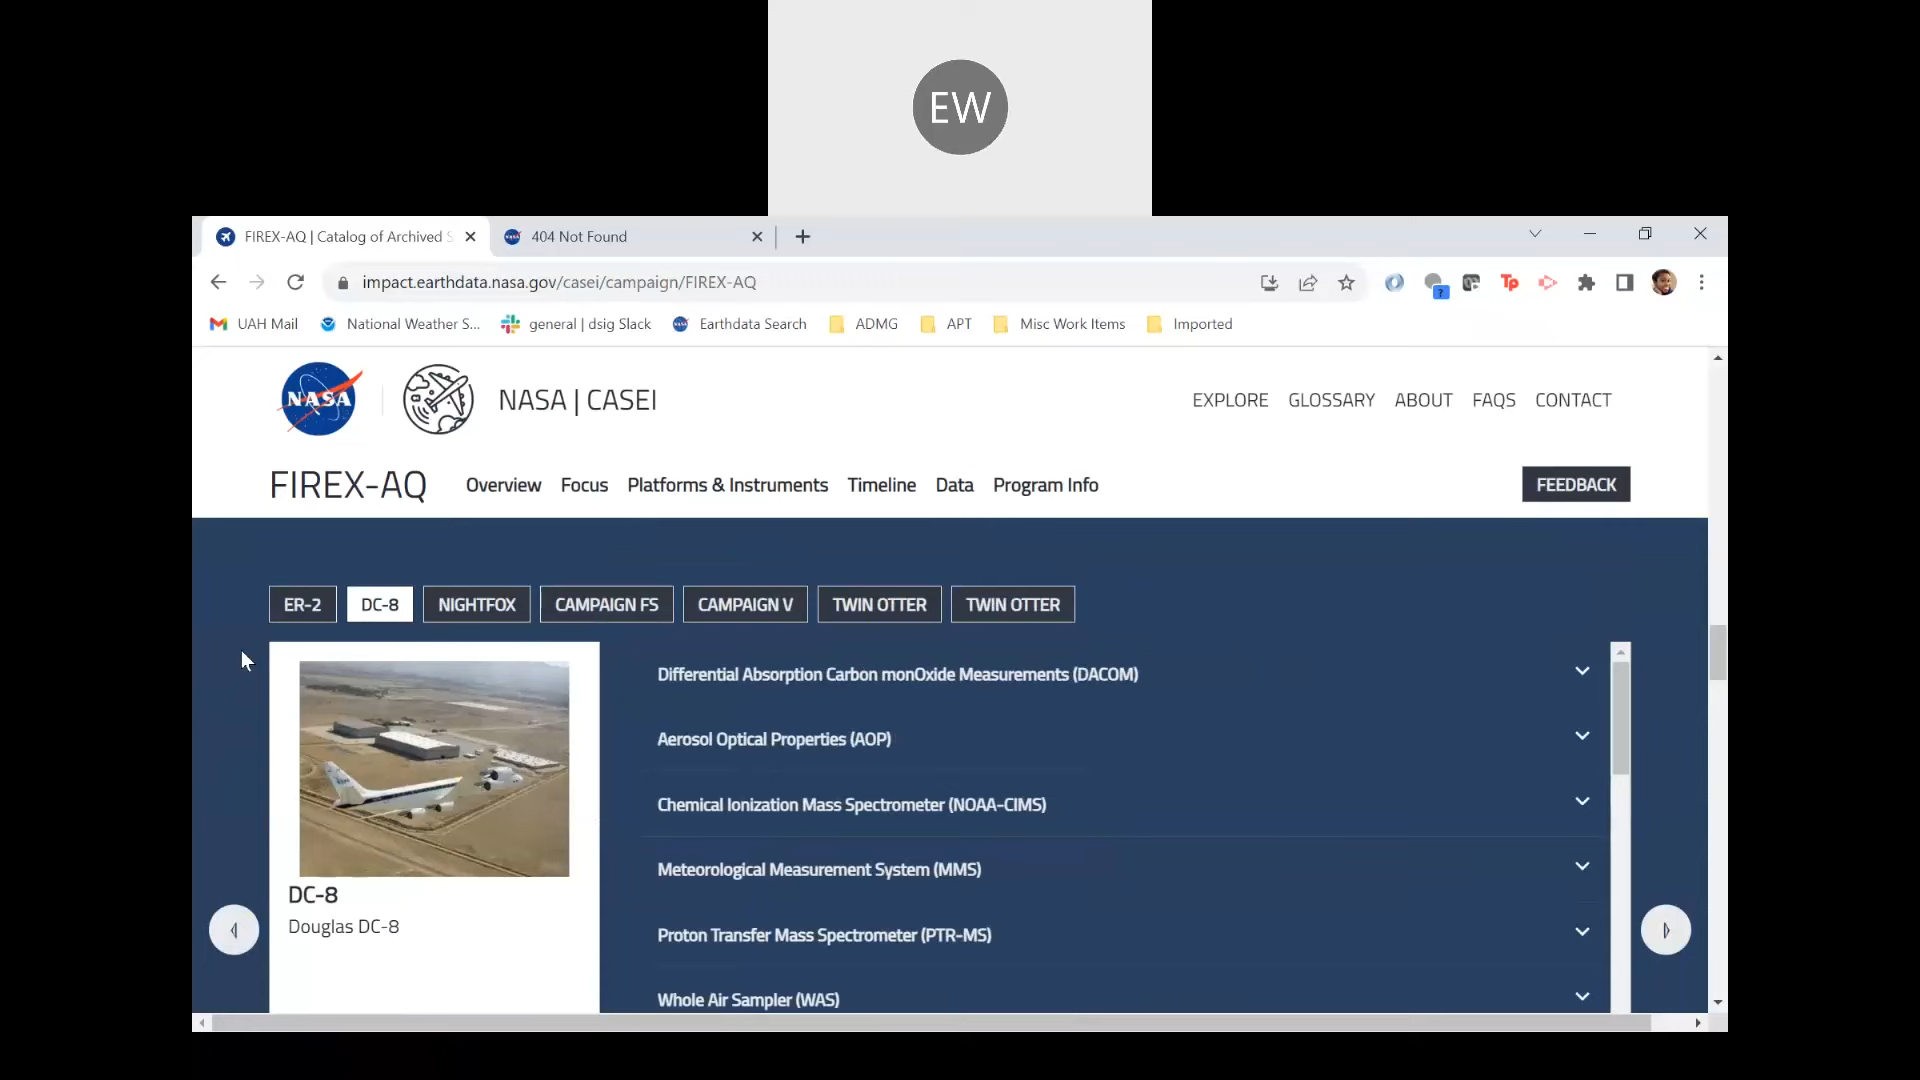 EW
FIREX-AQ | Catalog of Archived S
404 Not Found
impact.earthdata.nasa.gov/casei/campaign/FIREX-AQ
UAH Mail
National Weather S...
general | dsig Slack
Earthdata Search
ADMG
APT
Misc Work Items
Imported
NASA
NASA | CASEI
EXPLORE GLOSSARY ABOUT FAQS CONTACT
FIREX-AQ
Overview Focus Platforms & Instruments Timeline Data Program Info
FEEDBACK
ER-2
DC-8
NIGHTFOX
CAMPAIGN FS
CAMPAIGN V
TWIN OTTER
TWIN OTTER
Differential Absorption Carbon monOxide Measurements (DACOM)
Aerosol Optical Properties (AOP)
Chemical Ionization Mass Spectrometer (NOAA-CIMS)
Meteorological Measurement System (MMS)
Proton Transfer Mass Spectrometer (PTR-MS)
Whole Air Sampler (WAS)
DC-8
Douglas DC-8